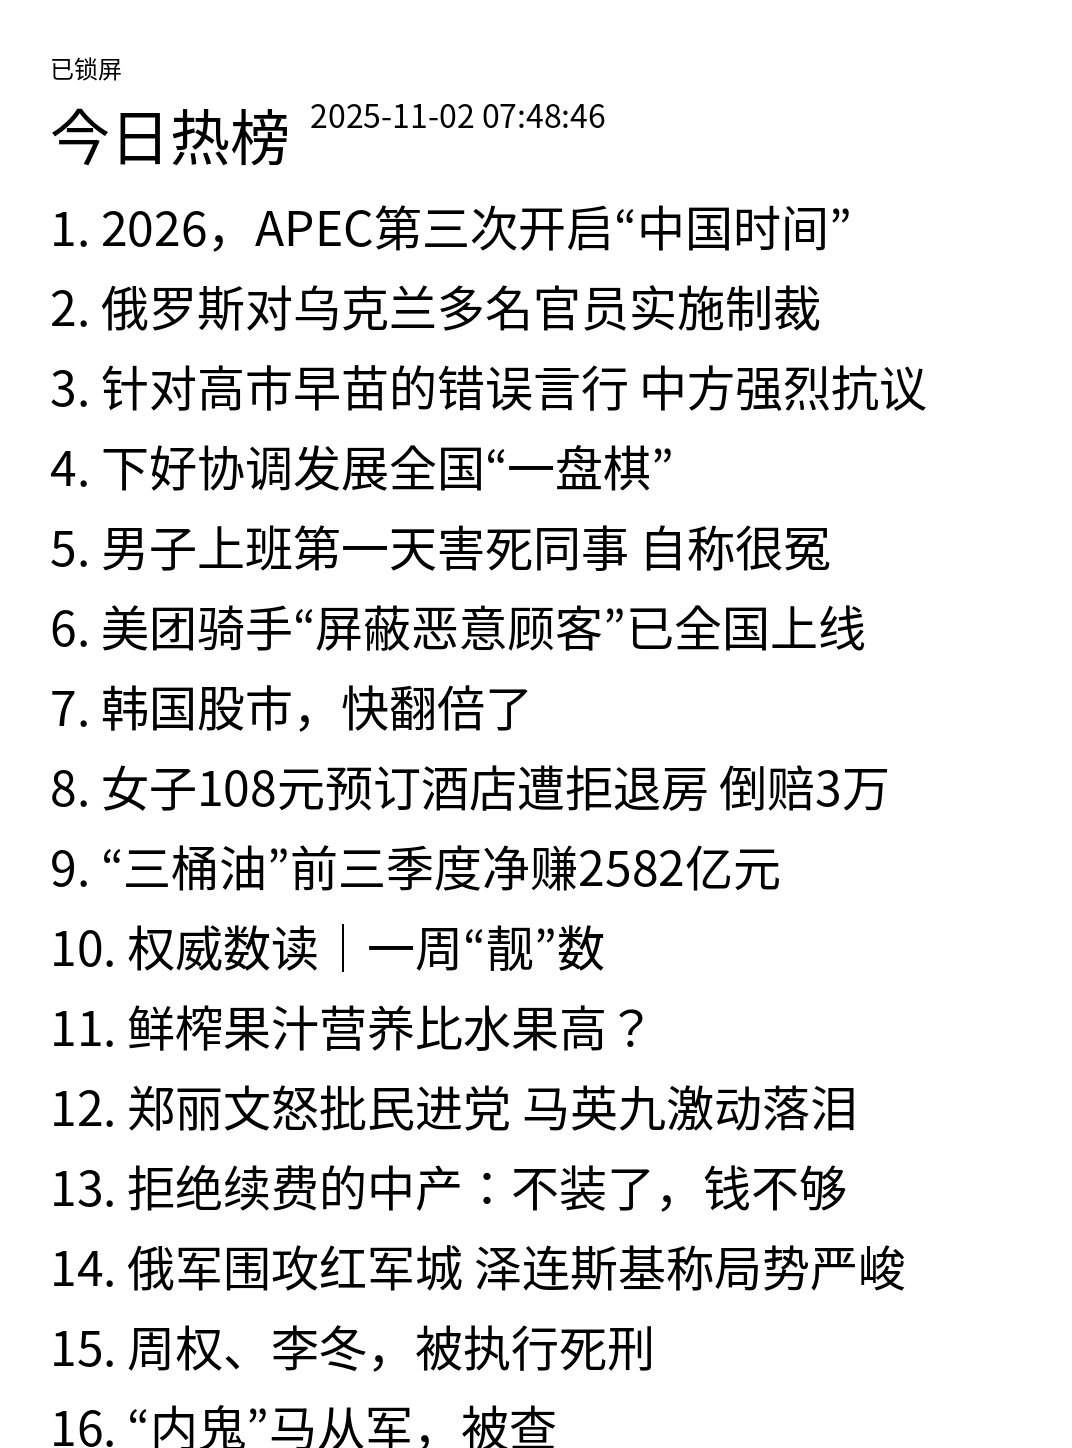 已锁屏
今日热榜 2025-11-02 07:48:46
1. 2026，APEC第三次开启“中国时间”
2. 俄罗斯对乌克兰多名官员实施制裁
3. 针对高市早苗的错误言行 中方强烈抗议
4. 下好协调发展全国“一盘棋”
5. 男子上班第一天害死同事 自称很冤
6. 美团骑手“屏蔽恶意顾客”已全国上线
7. 韩国股市，快翻倍了
8. 女子108元预订酒店遭拒退房 倒赔3万
9. “三桶油”前三季度净赚2582亿元
10. 权威数读｜一周“靓”数
11. 鲜榨果汁营养比水果高？
12. 郑丽文怒批民进党 马英九激动落泪
13. 拒绝续费的中产：不装了，钱不够
14. 俄军围攻红军城 泽连斯基称局势严峻
15. 周权、李冬，被执行死刑
16. “内鬼”马从军，被查